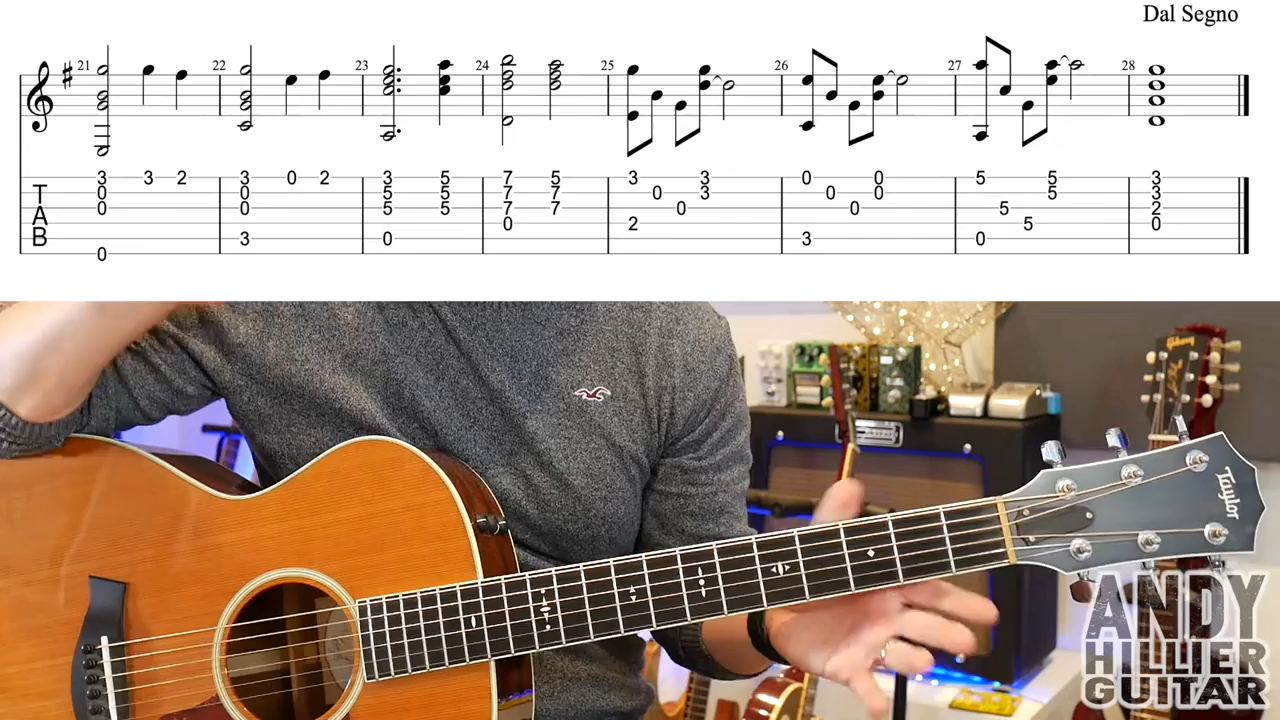 Dal Segno
21 22 23 24 25 26 27 28
3 3 2 3 0 2 3 5 7 5 3 3 0 0 5 5 3
0 0 5 5 7 7 0 3 0 0 5 3
T 0 0 5 5 7 7 0 0 5 2
A 0 2 5 0
B 3 0 3 0
0
Gibson
Taylor
ANDY
HILLIER
GUITAR